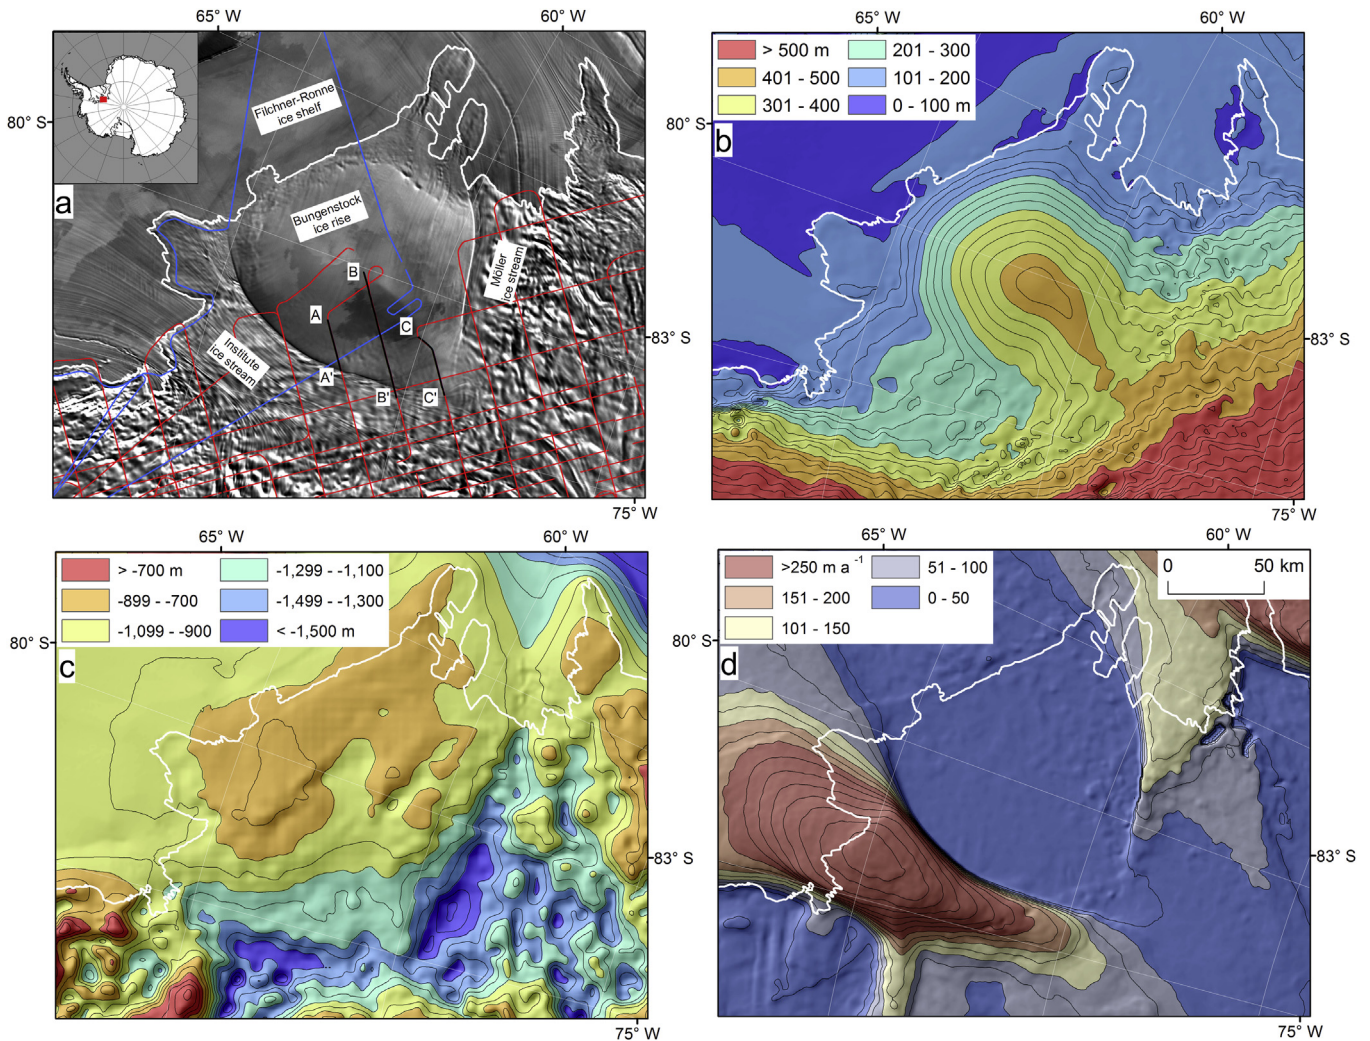 65° W
60° W
80° S
Filchner-Ronne
ice shelf
a
Bungenstock
ice rise
Möller
ice stream
B
A
C
Institute
ice stream
A'
B'
C'
83° S
75° W
65° W
60° W
> 500 m
201 - 300
401 - 500
101 - 200
301 - 400
0 - 100 m
80° S
b
83° S
75° W
65° W
60° W
> -700 m
-1,299 - -1,100
-899 - -700
-1,499 - -1,300
-1,099 - -900
< -1,500 m
80° S
c
83° S
75° W
65° W
60° W
>250 m a -1
51 - 100
151 - 200
0 - 50
101 - 150
0 50 km
80° S
d
83° S
75° W